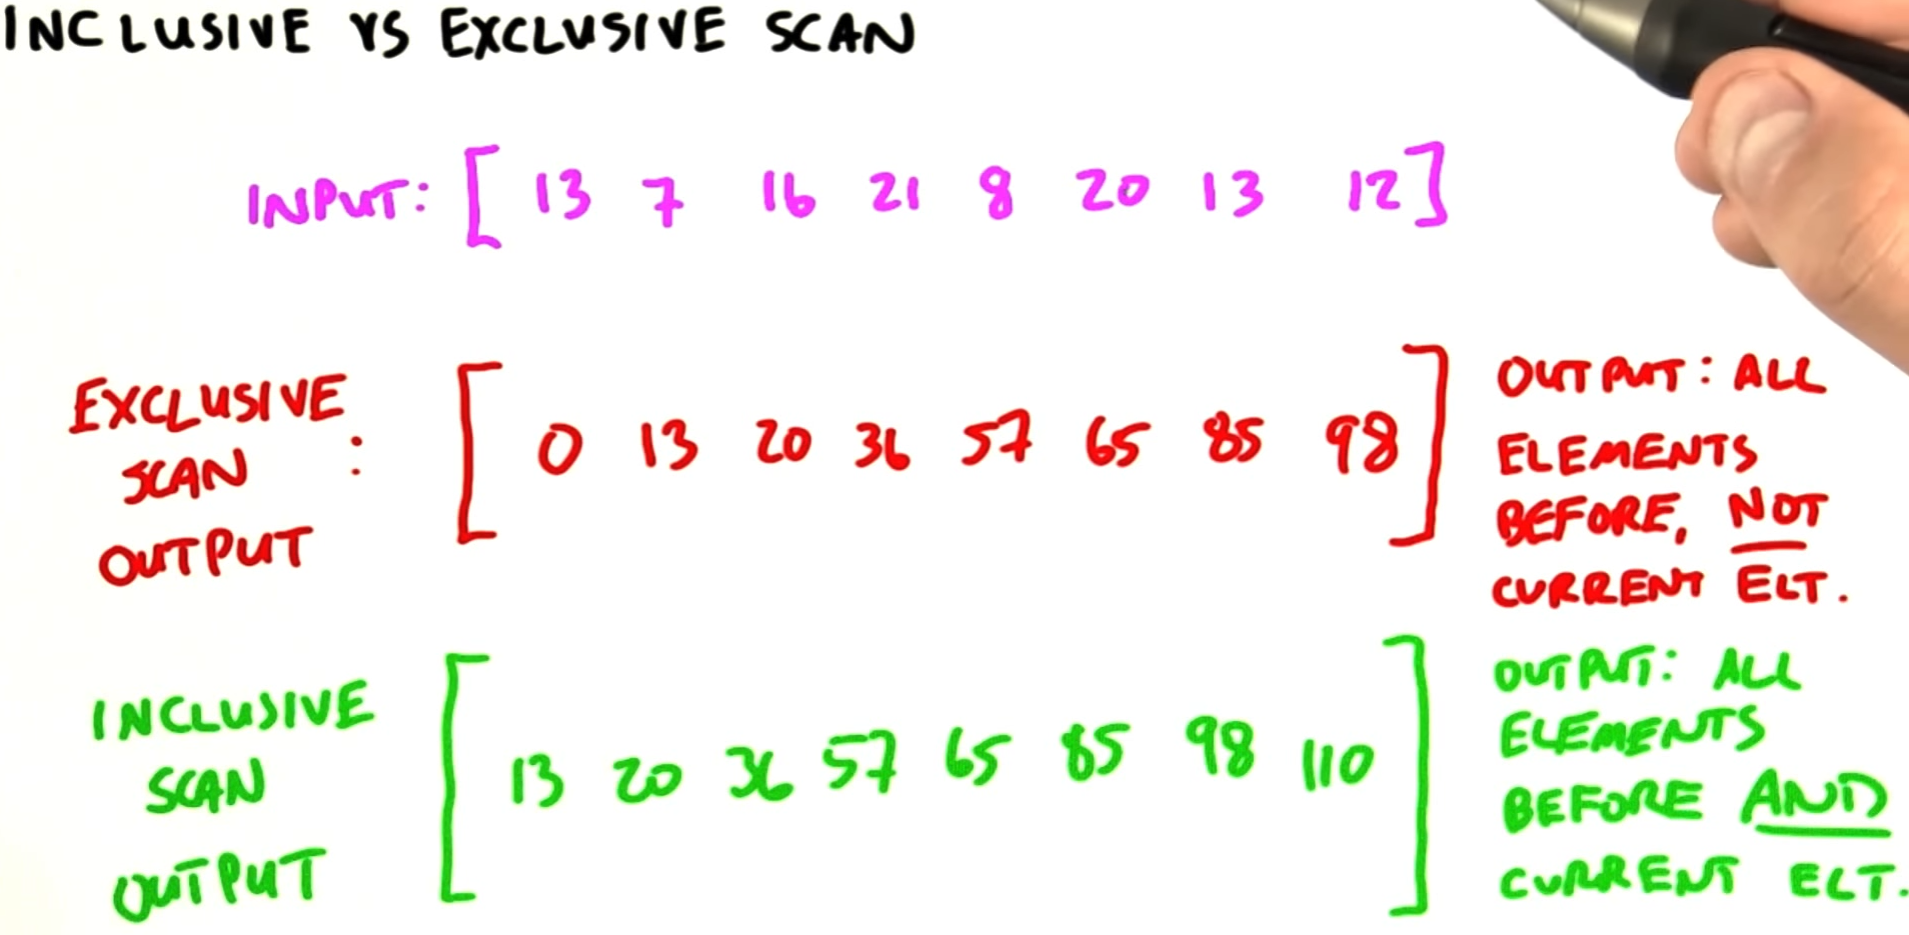 INCLUSIVE VS EXCLUSIVE SCAN
INPUT: [ 13 7 16 21 8 20 13 12 ]
EXCLUSIVE
SCAN :
OUTPUT
[ 0 13 20 36 57 65 85 98 ]
OUTPUT: ALL
ELEMENTS
BEFORE, NOT
CURRENT ELT.
INCLUSIVE
SCAN
OUTPUT
[ 13 20 36 57 65 85 98 110 ]
OUTPUT: ALL
ELEMENTS
BEFORE AND
CURRENT ELT.